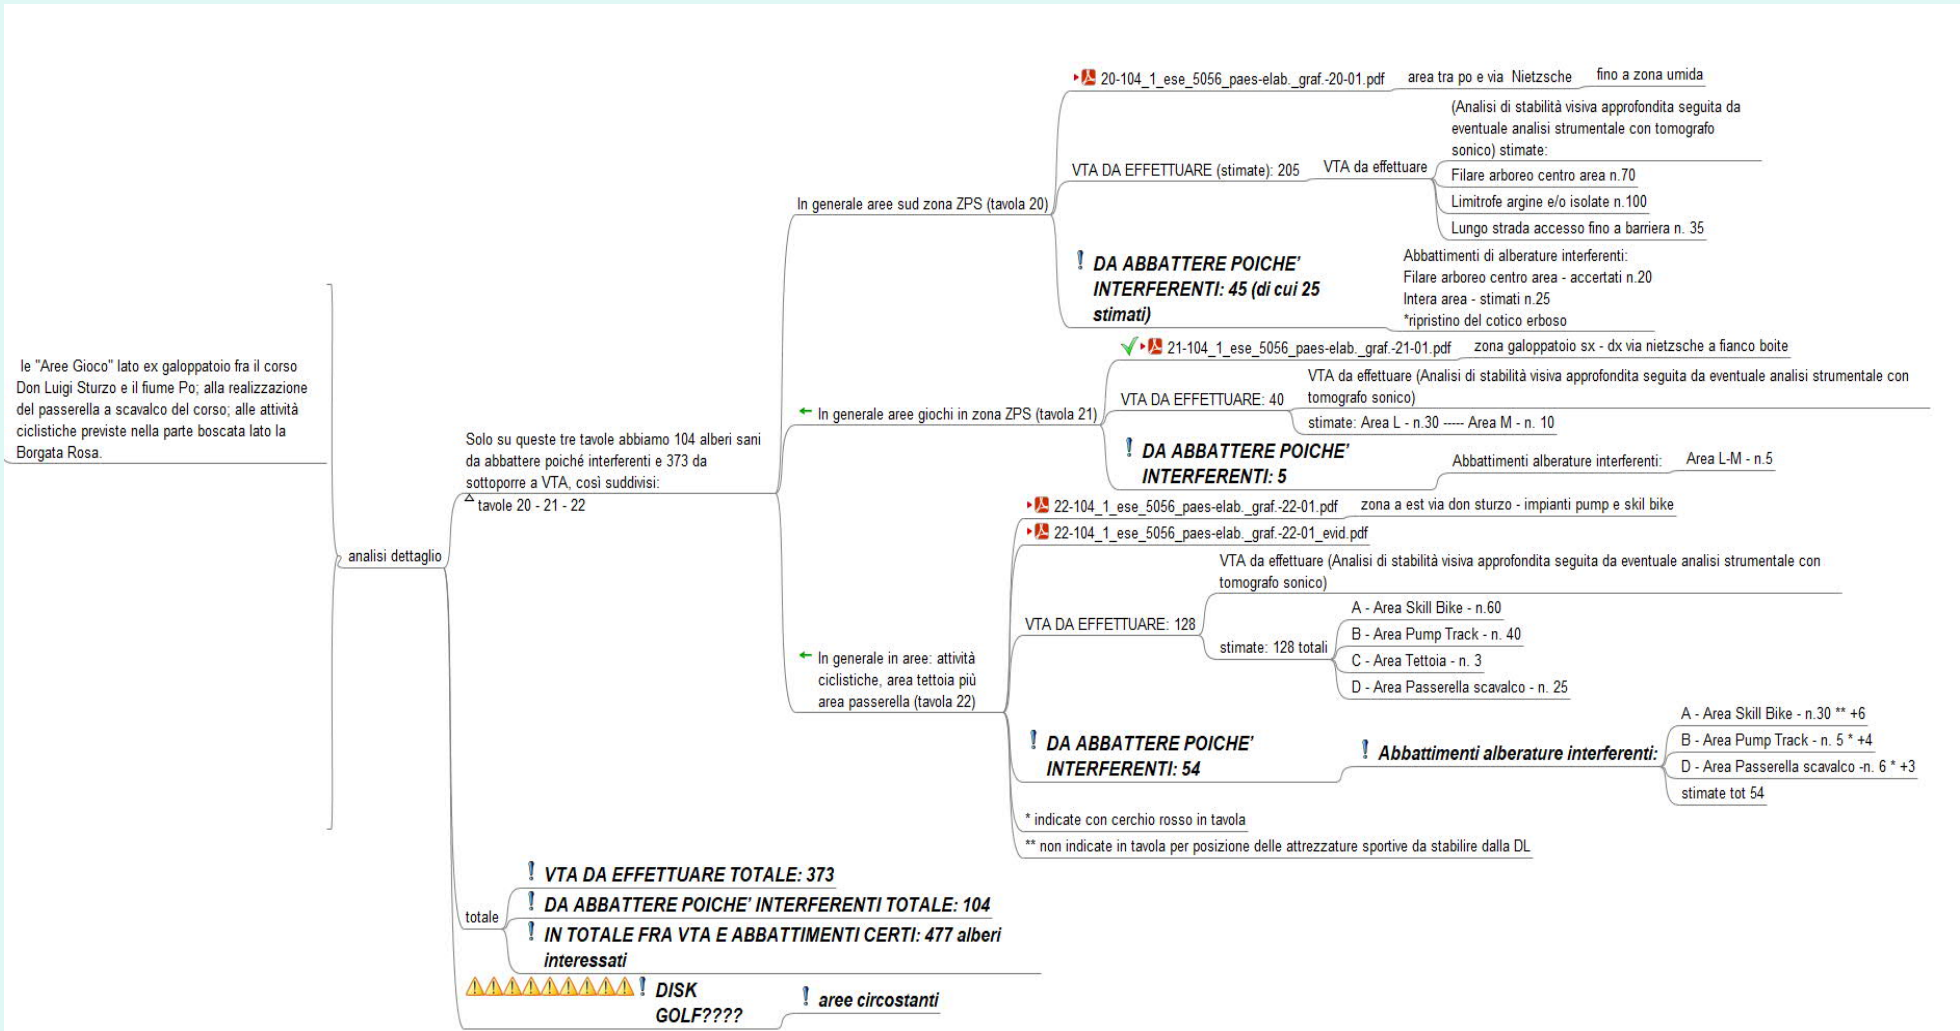 le "Aree Gioco" lato ex galoppatoio fra il corso
Don Luigi Sturzo e il fiume Po; alla realizzazione
del passerella a scavalco del corso; alle attività
ciclistiche previste nella parte boscata lato la
Borgata Rosa.
analisi dettaglio
Solo su queste tre tavole abbiamo 104 alberi sani
da abbattere poiché interferenti e 373 da
sottoporre a VTA, così suddivisi:
tavole 20 - 21 - 22
In generale aree sud zona ZPS (tavola 20)
20-104_1_ese_5056_paes-elab._graf.-20-01.pdf
area tra po e via Nietzsche
fino a zona umida
VTA DA EFFETTUARE (stimate): 205
VTA da effettuare
(Analisi di stabilità visiva approfondita seguita da
eventuale analisi strumentale con tomografo
sonico) stimate:
Filare arboreo centro area n.70
Limitrofe argine e/o isolate n.100
Lungo strada accesso fino a barriera n. 35
DA ABBATTERE POICHE'
INTERFERENTI: 45 (di cui 25
stimati)
Abbattimenti di alberature interferenti:
Filare arboreo centro area - accertati n.20
Intera area - stimati n.25
*ripristino del cotico erboso
In generale aree giochi in zona ZPS (tavola 21)
21-104_1_ese_5056_paes-elab._graf.-21-01.pdf
zona galoppatoio sx - dx via nietzsche a fianco boite
VTA DA EFFETTUARE: 40
VTA da effettuare (Analisi di stabilità visiva approfondita seguita da eventuale analisi strumentale con
tomografo sonico)
stimate: Area L - n.30 ----- Area M - n. 10
DA ABBATTERE POICHE'
INTERFERENTI: 5
Abbattimenti alberature interferenti:
Area L-M - n.5
In generale in aree: attività
ciclistiche, area tettoia più
area passerella (tavola 22)
22-104_1_ese_5056_paes-elab._graf.-22-01.pdf
zona a est via don sturzo - impianti pump e skil bike
22-104_1_ese_5056_paes-elab._graf.-22-01_evid.pdf
VTA DA EFFETTUARE: 128
VTA da effettuare (Analisi di stabilità visiva approfondita seguita da eventuale analisi strumentale con
tomografo sonico)
stimate: 128 totali
A - Area Skill Bike - n.60
B - Area Pump Track - n. 40
C - Area Tettoia - n. 3
D - Area Passerella scavalco - n. 25
DA ABBATTERE POICHE'
INTERFERENTI: 54
Abbattimenti alberature interferenti:
A - Area Skill Bike - n.30 ** +6
B - Area Pump Track - n. 5 * +4
D - Area Passerella scavalco -n. 6 * +3
stimate tot 54
* indicate con cerchio rosso in tavola
** non indicate in tavola per posizione delle attrezzature sportive da stabilire dalla DL
totale
VTA DA EFFETTUARE TOTALE: 373
DA ABBATTERE POICHE' INTERFERENTI TOTALE: 104
IN TOTALE FRA VTA E ABBATTIMENTI CERTI: 477 alberi
interessati
DISK
GOLF????
aree circostanti